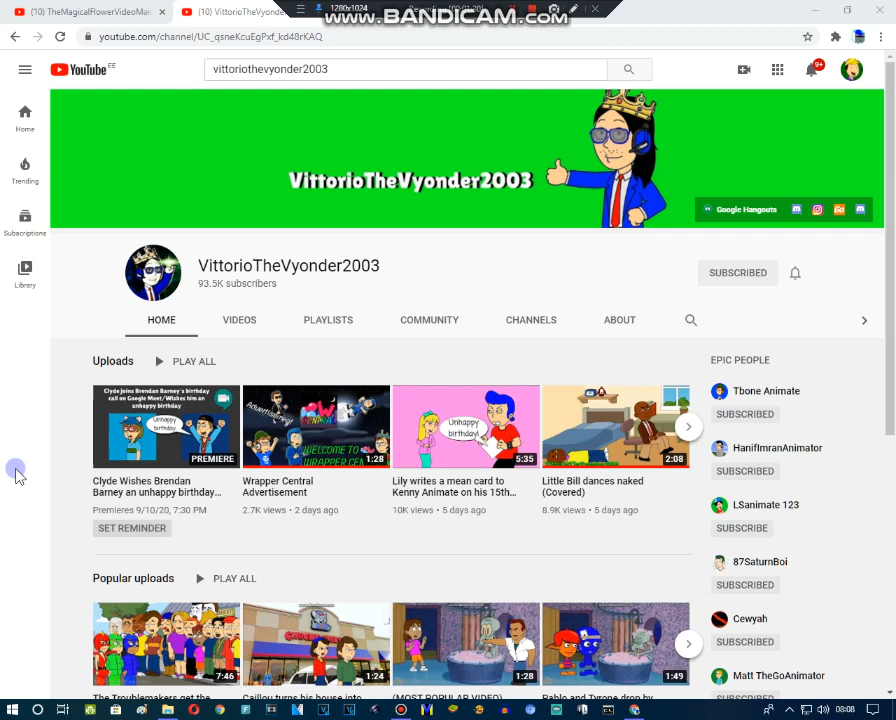 (10) TheMagicalFlowerVideoMak
(10) VittorioTheVyonder
1280x1024
www.BANDICAM.com
youtube.com/channel/UC_qsneKcuEgPxf_kd48rKAQ
YouTube EE
vittoriothevyonder2003
9+
Home
Trending
Subscriptions
Library
VittorioTheVyonder2003
Google Hangouts
VittorioTheVyonder2003
93.5K subscribers
SUBSCRIBED
HOME VIDEOS PLAYLISTS COMMUNITY CHANNELS ABOUT
Uploads PLAY ALL
Clyde joins Brendan Barney's birthday
call on Google Meet/Wishes him an
unhappy birthday
Unhappy
birthday!
PREMIERE
Clyde Wishes Brendan
Barney an unhappy birthday...
Premieres 9/10/20, 7:30 PM
SET REMINDER
WELCOME TO
1:28
Wrapper Central
Advertisement
2.7K views • 2 days ago
Unhappy
birthday!
5:35
Lily writes a mean card to
Kenny Animate on his 15th...
10K views • 5 days ago
2:08
Little Bill dances naked
(Covered)
8.9K views • 5 days ago
Popular uploads PLAY ALL
7:46
The Troublemakers get the
1:24
Caillou turns his house into
1:28
(MOST POPULAR VIDEO)
1:49
Pablo and Tyrone drop by
EPIC PEOPLE
Tbone Animate
SUBSCRIBED
HanifImranAnimator
SUBSCRIBED
LSanimate 123
SUBSCRIBE
87SaturnBoi
SUBSCRIBED
Cewyah
SUBSCRIBED
Matt TheGoAnimator
SUBSCRIBED
08:08